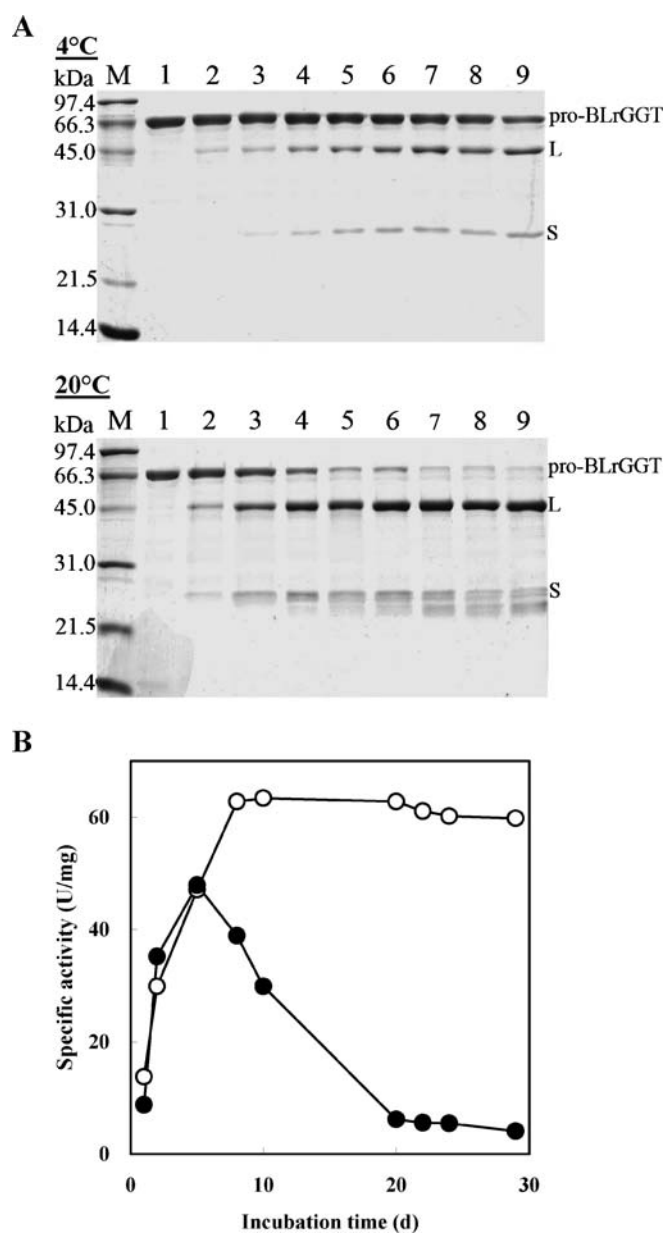 A
4°C
kDa M 1 2 3 4 5 6 7 8 9
97.4
66.3
45.0
31.0
21.5
14.4
pro-BLrGGT
L
S
20°C
kDa M 1 2 3 4 5 6 7 8 9
97.4
66.3
45.0
31.0
21.5
14.4
pro-BLrGGT
L
S
B
Specific activity (U/mg)
60
40
20
0
0 10 20 30
Incubation time (d)